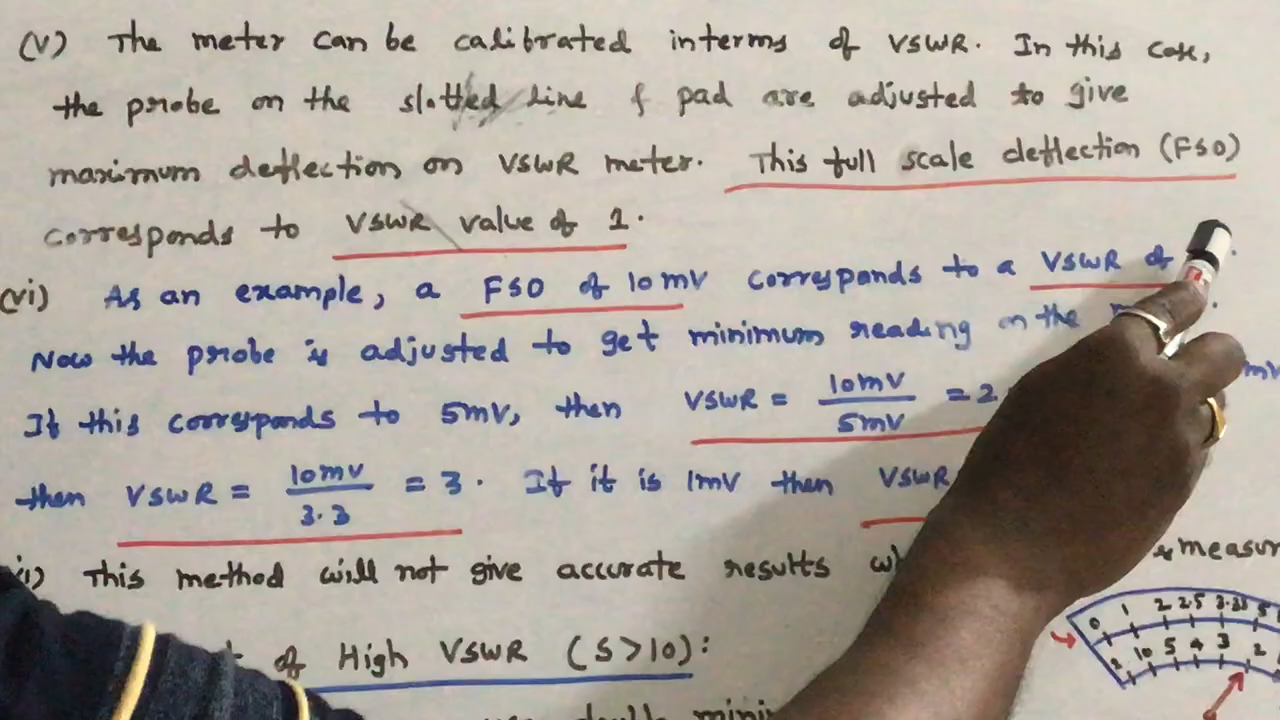 (v) The meter can be calibrated interms of VSWR. In this case,
the probe on the slotted line & pad are adjusted to give
maximum deflection on VSWR meter. This full scale deflection (FSD)
corresponds to VSWR value of 1.
(vi) As an example, a FSD of 10mV corresponds to a VSWR of
Now the probe is adjusted to get minimum reading on the
If this corresponds to 5mV, then VSWR = 10mV/5mV = 2 mV
then VSWR = 10mV/3.3 = 3. If it is 1mV then VSWR
This method will not give accurate results measur
0 1 2 2.5 3.33 5
10 5 4 3 2
of High VSWR (S>10):